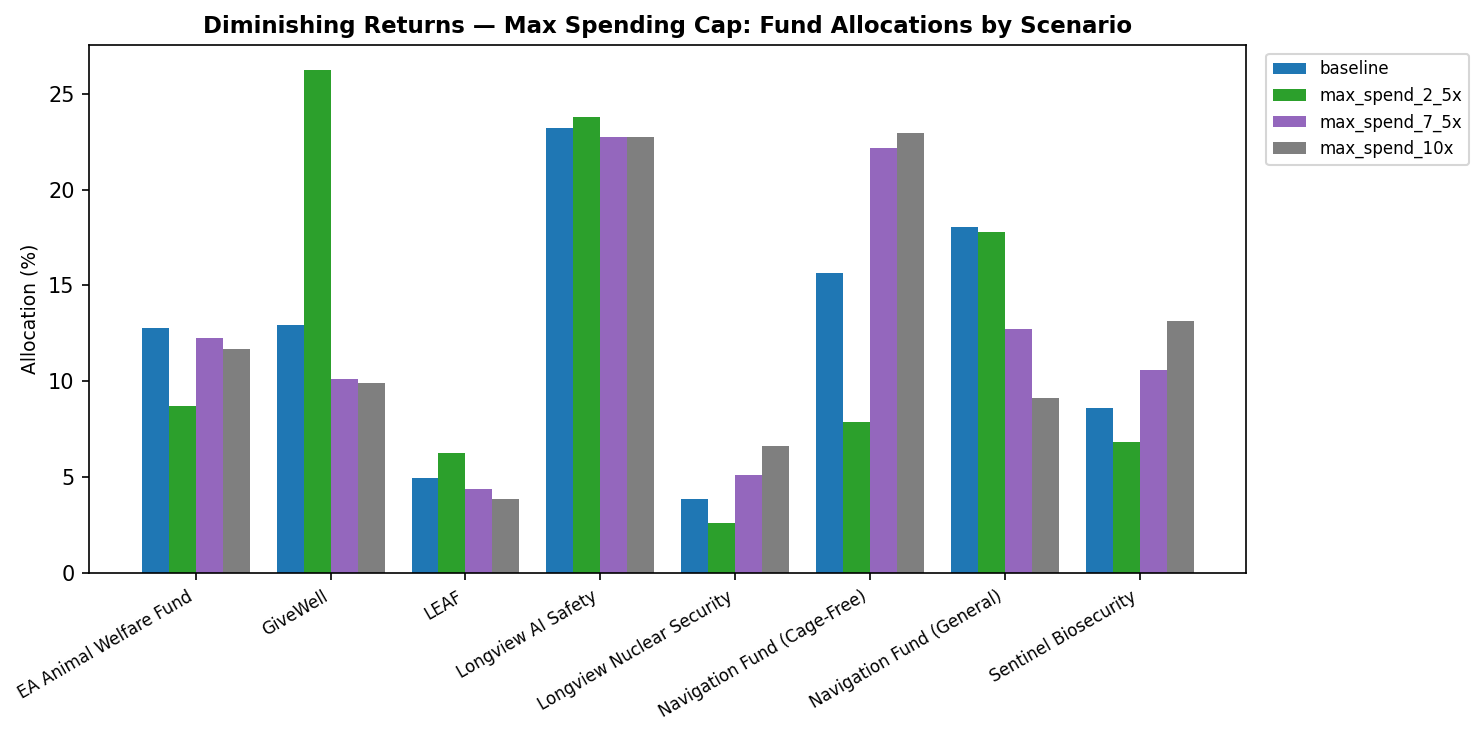 Diminishing Returns — Max Spending Cap: Fund Allocations by Scenario
baseline
max_spend_2_5x
max_spend_7_5x
max_spend_10x
Allocation (%)
25
20
15
10
5
0
EA Animal Welfare Fund
GiveWell
LEAF
Longview AI Safety
Longview Nuclear Security
Navigation Fund (Cage-Free)
Navigation Fund (General)
Sentinel Biosecurity